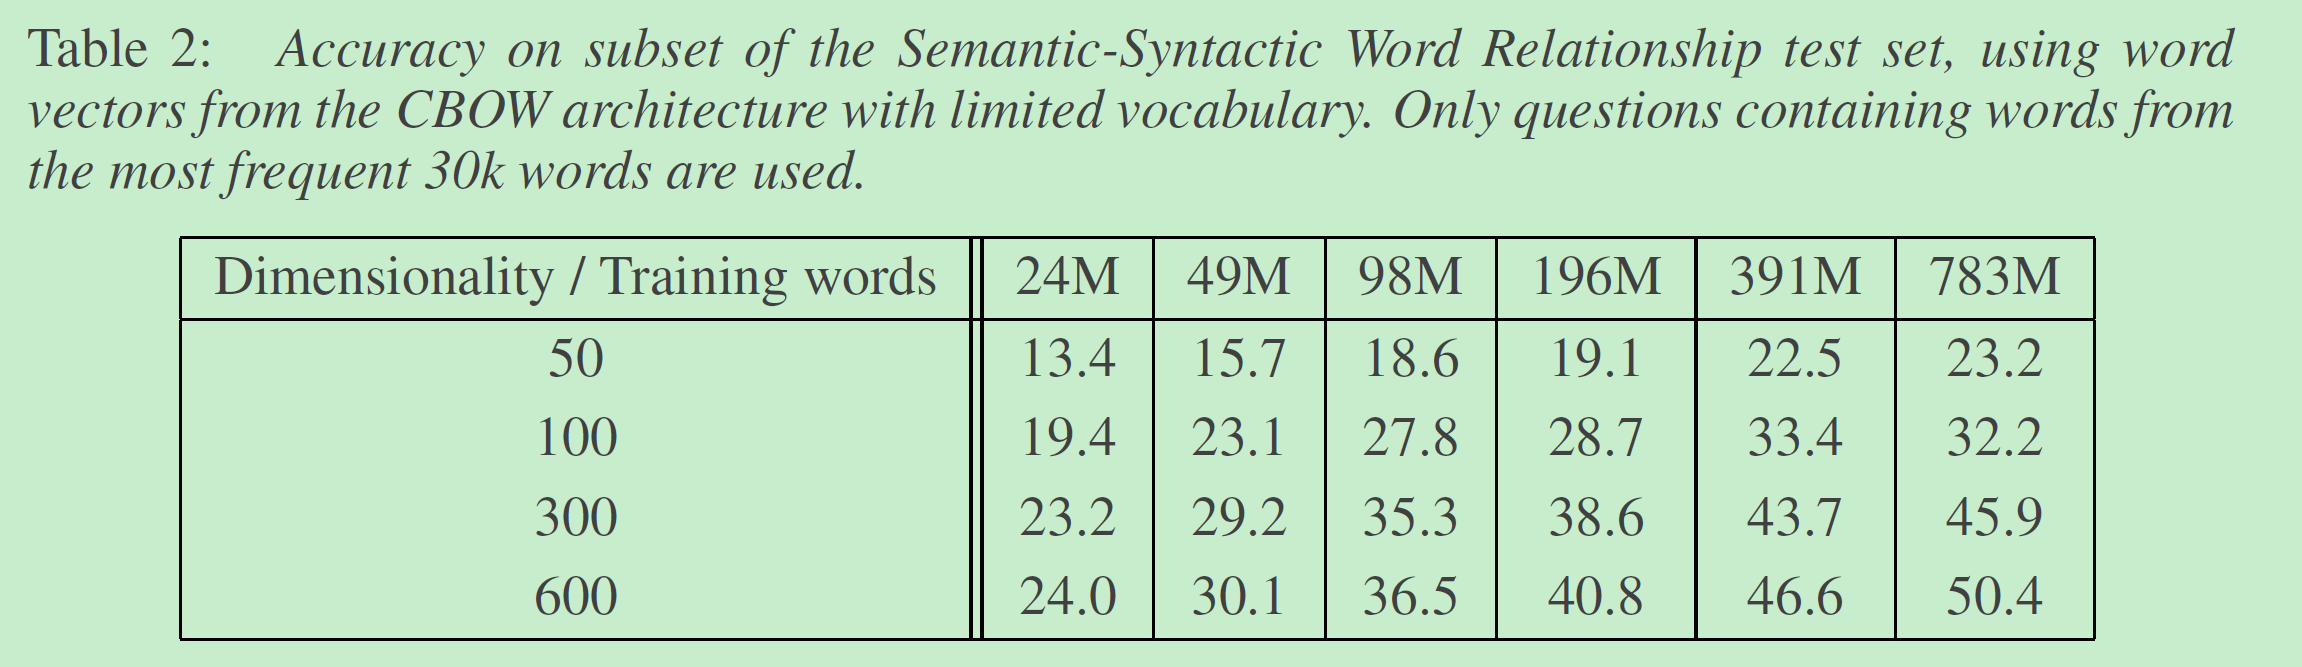 Table 2: Accuracy on subset of the Semantic-Syntactic Word Relationship test set, using word
vectors from the CBOW architecture with limited vocabulary. Only questions containing words from
the most frequent 30k words are used.
Dimensionality / Training words 24M 49M 98M 196M 391M 783M
50 13.4 15.7 18.6 19.1 22.5 23.2
100 19.4 23.1 27.8 28.7 33.4 32.2
300 23.2 29.2 35.3 38.6 43.7 45.9
600 24.0 30.1 36.5 40.8 46.6 50.4